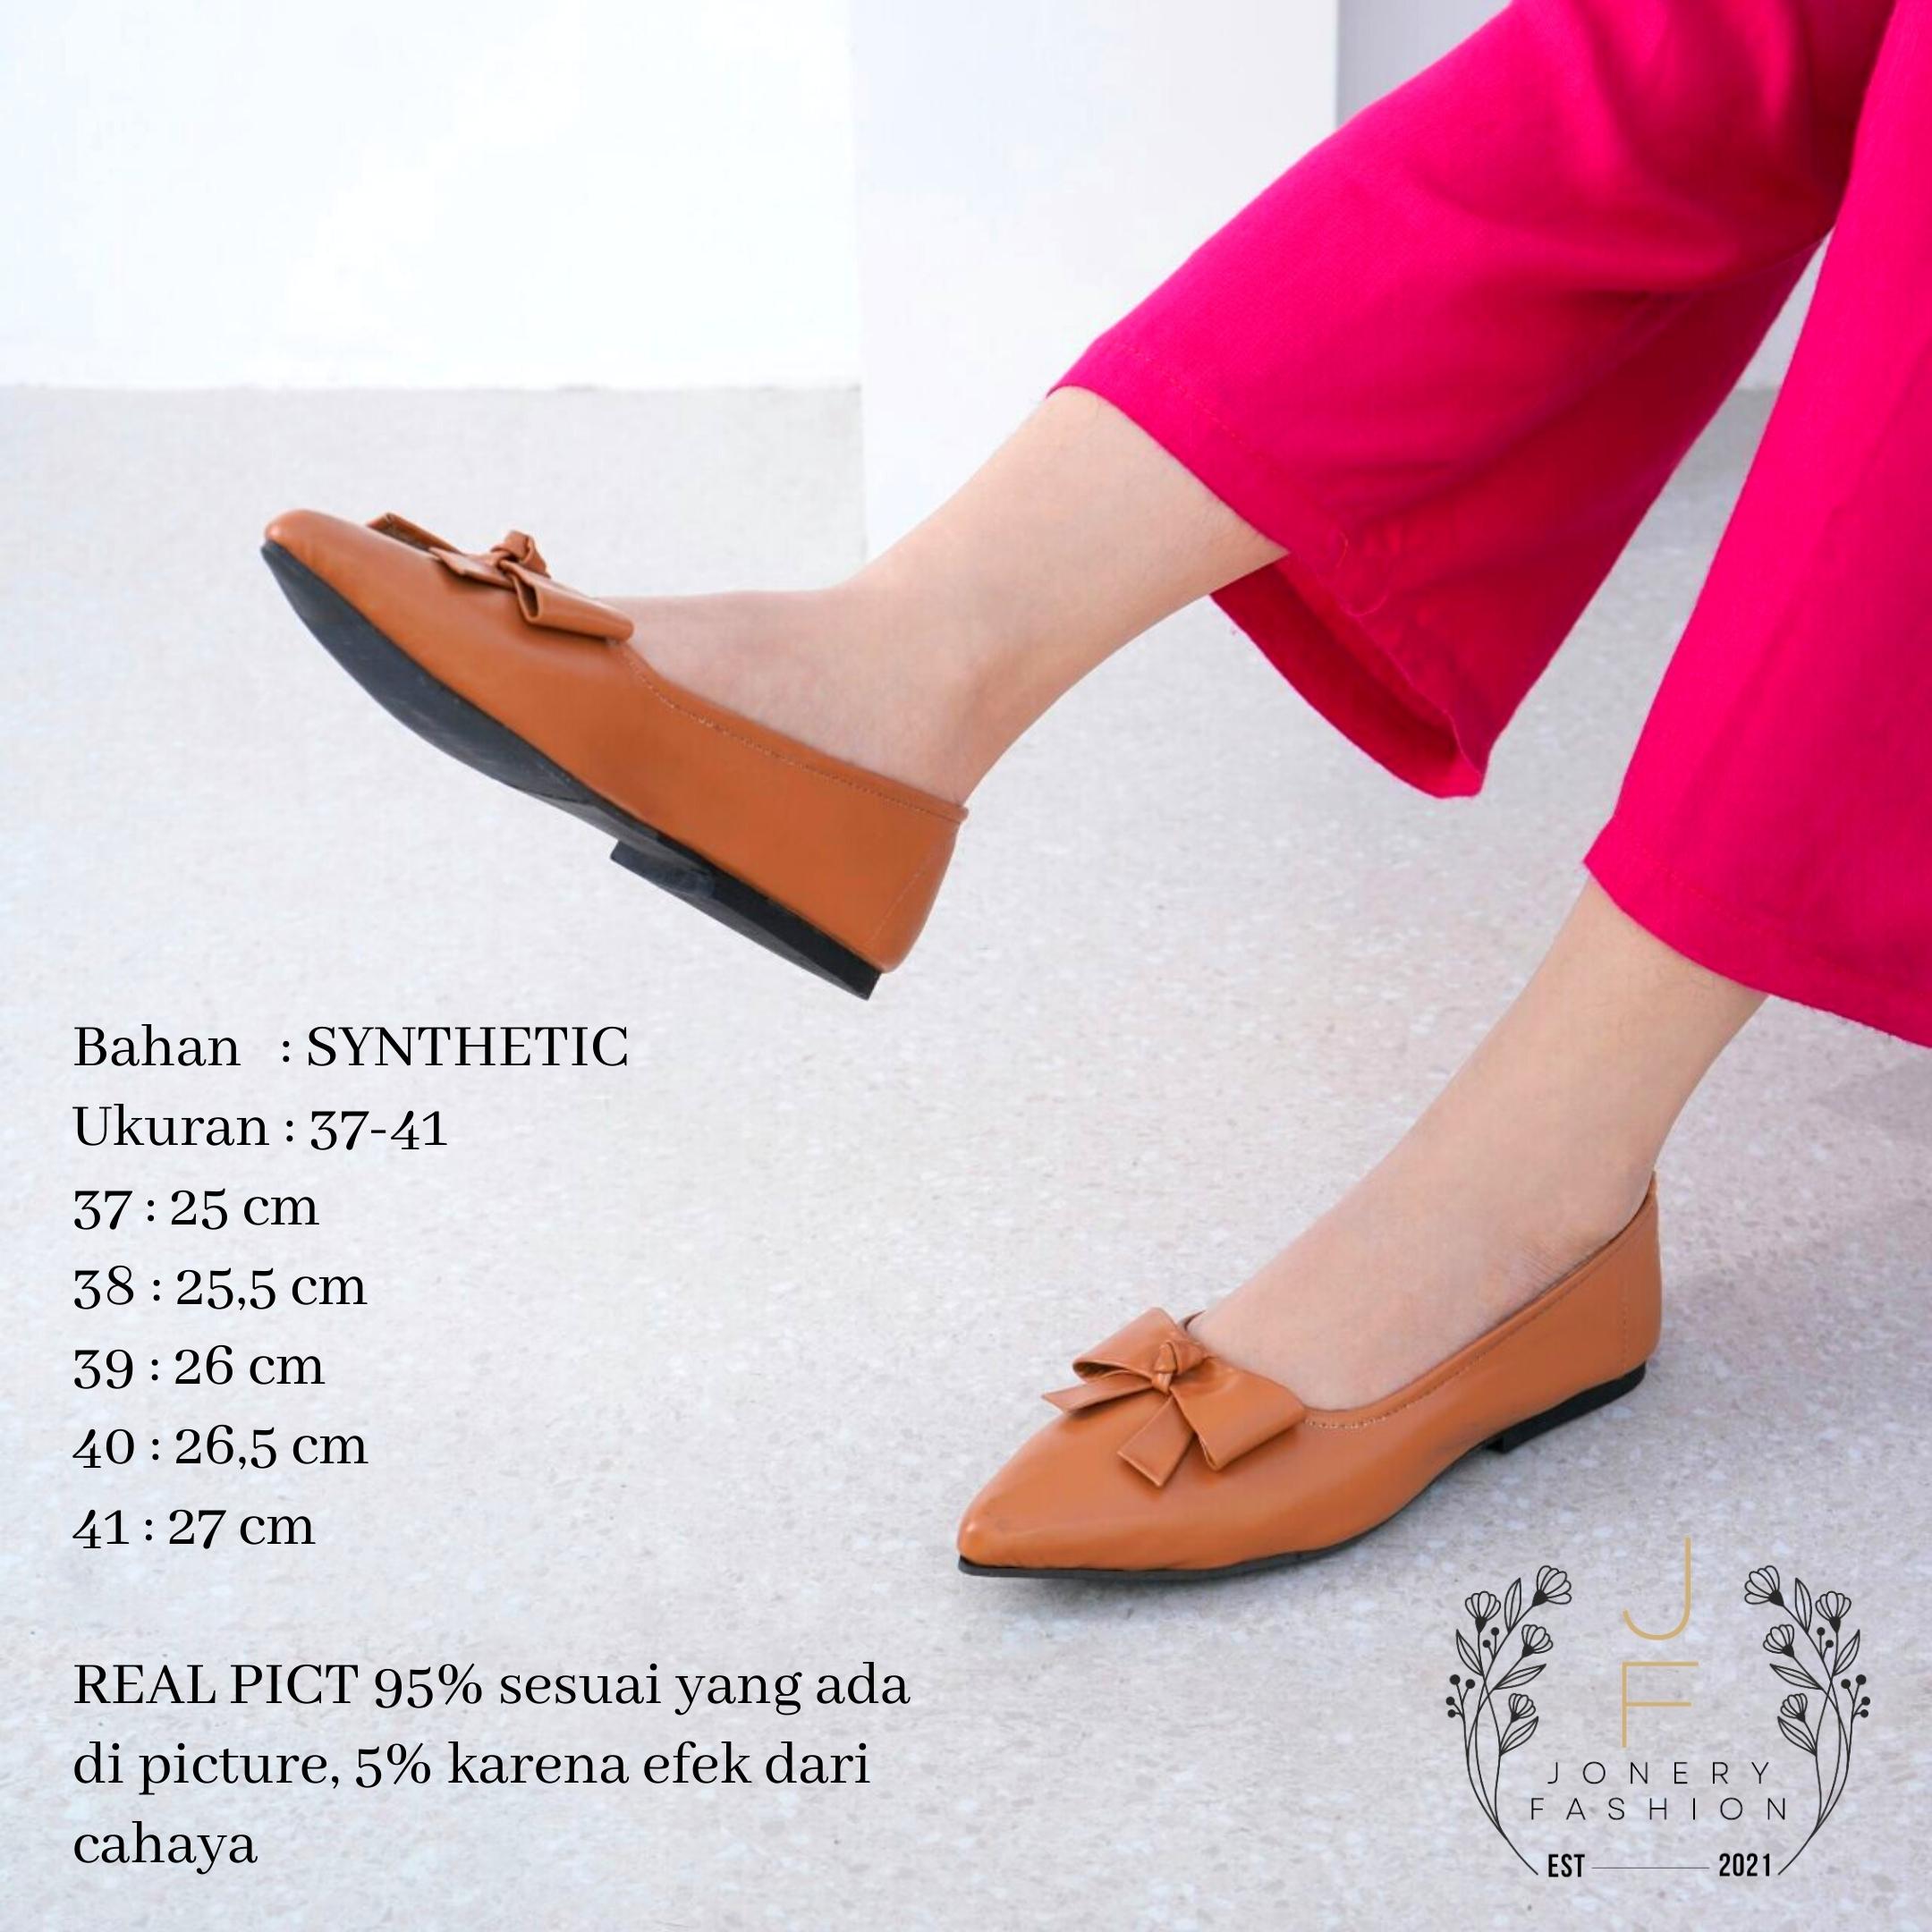 Bahan : SYNTHETIC
Ukuran : 37-41
37 : 25 cm
38 : 25,5 cm
39 : 26 cm
40 : 26,5 cm
41 : 27 cm
REAL PICT 95% sesuai yang ada
di picture, 5% karena efek dari
cahaya
J
F
JONERY
FASHION
EST 2021